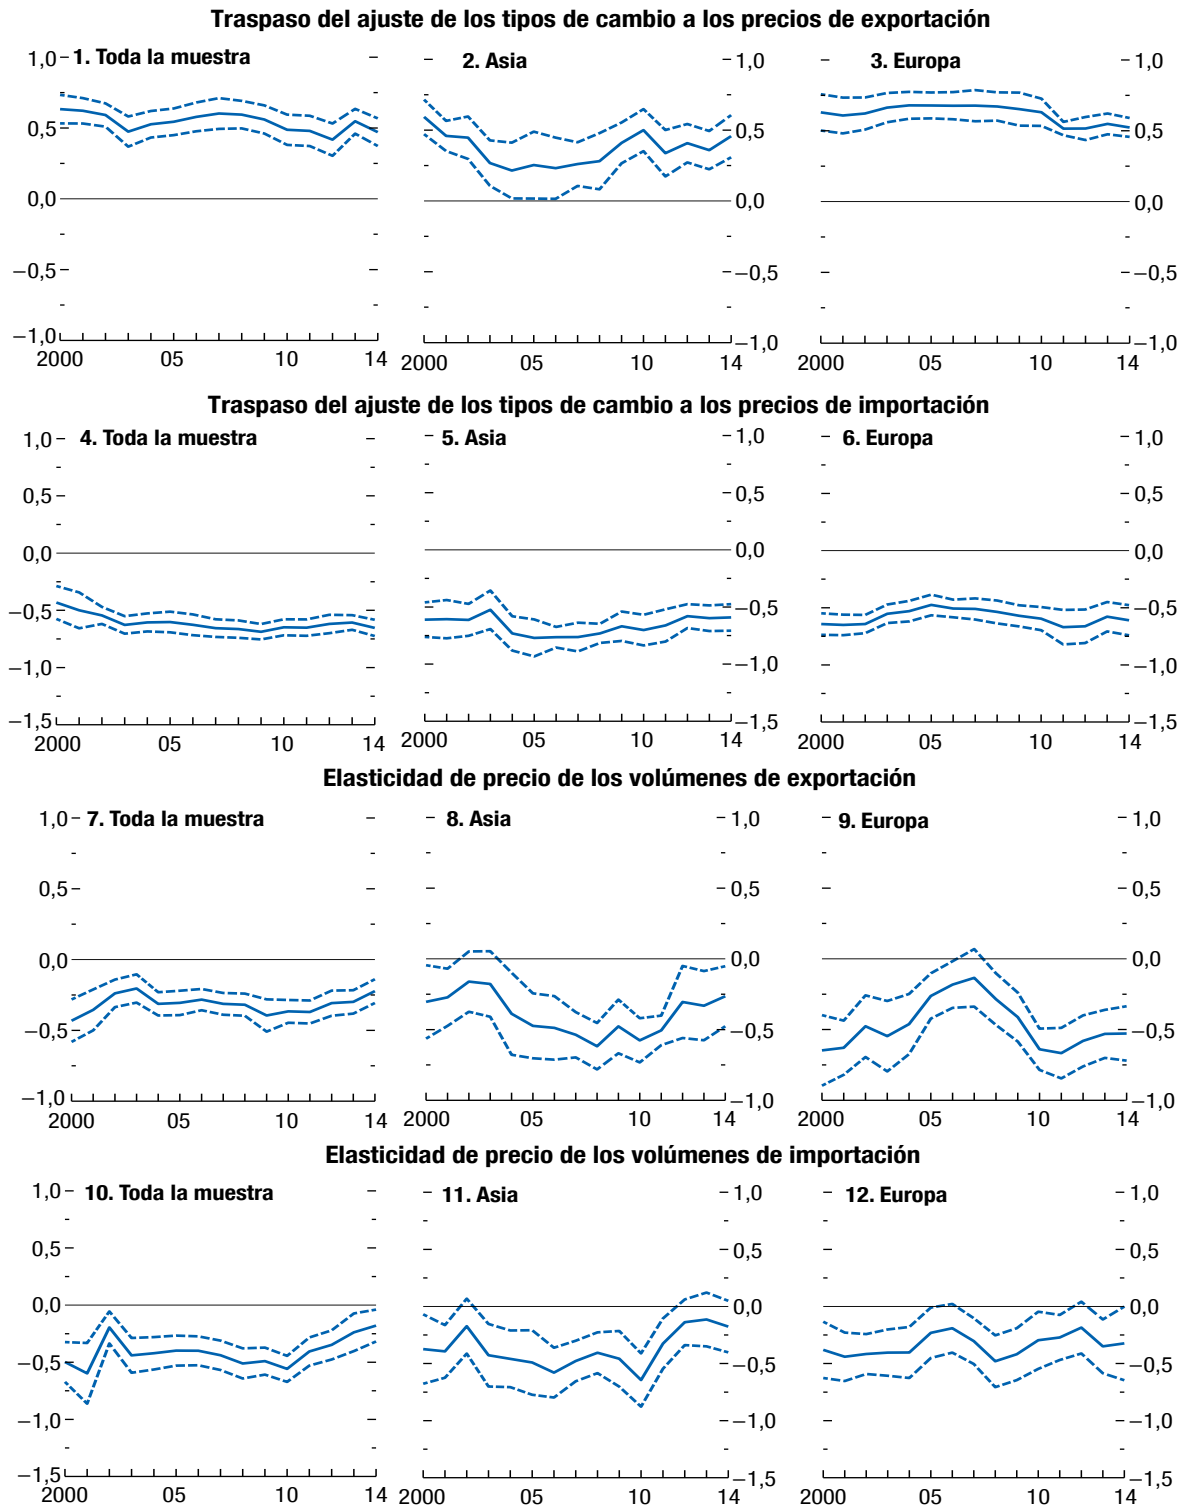 Traspaso del ajuste de los tipos de cambio a los precios de exportación
1. Toda la muestra
2. Asia
3. Europa
1,0
0,5
0,0
−0,5
−1,0
1,0
0,5
0,0
−0,5
−1,0
1,0
0,5
0,0
−0,5
−1,0
2000 05 10 14
2000 05 10 14
2000 05 10 14
Traspaso del ajuste de los tipos de cambio a los precios de importación
4. Toda la muestra
5. Asia
6. Europa
1,0
0,5
0,0
−0,5
−1,0
−1,5
1,0
0,5
0,0
−0,5
−1,0
−1,5
1,0
0,5
0,0
−0,5
−1,0
−1,5
2000 05 10 14
2000 05 10 14
2000 05 10 14
Elasticidad de precio de los volúmenes de exportación
7. Toda la muestra
8. Asia
9. Europa
1,0
0,5
0,0
−0,5
−1,0
1,0
0,5
0,0
−0,5
−1,0
1,0
0,5
0,0
−0,5
−1,0
2000 05 10 14
2000 05 10 14
2000 05 10 14
Elasticidad de precio de los volúmenes de importación
10. Toda la muestra
11. Asia
12. Europa
1,0
0,5
0,0
−0,5
−1,0
−1,5
1,0
0,5
0,0
−0,5
−1,0
−1,5
1,0
0,5
0,0
−0,5
−1,0
−1,5
2000 05 10 14
2000 05 10 14
2000 05 10 14